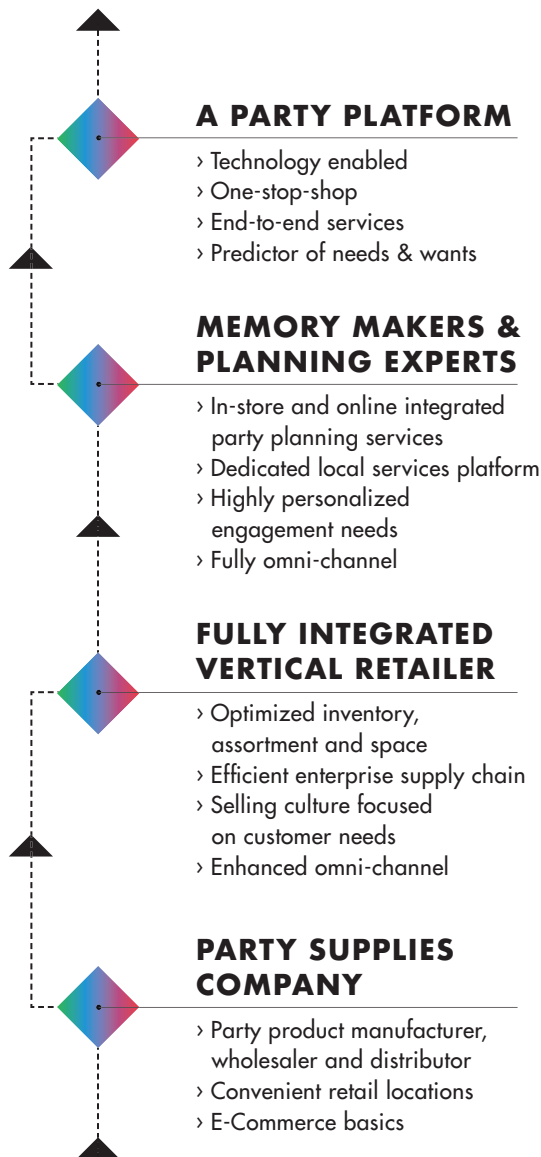 A PARTY PLATFORM
› Technology enabled
› One-stop-shop
› End-to-end services
› Predictor of needs & wants
MEMORY MAKERS &
PLANNING EXPERTS
› In-store and online integrated
party planning services
› Dedicated local services platform
› Highly personalized
engagement needs
› Fully omni-channel
FULLY INTEGRATED
VERTICAL RETAILER
› Optimized inventory,
assortment and space
› Efficient enterprise supply chain
› Selling culture focused
on customer needs
› Enhanced omni-channel
PARTY SUPPLIES
COMPANY
› Party product manufacturer,
wholesaler and distributor
› Convenient retail locations
› E-Commerce basics